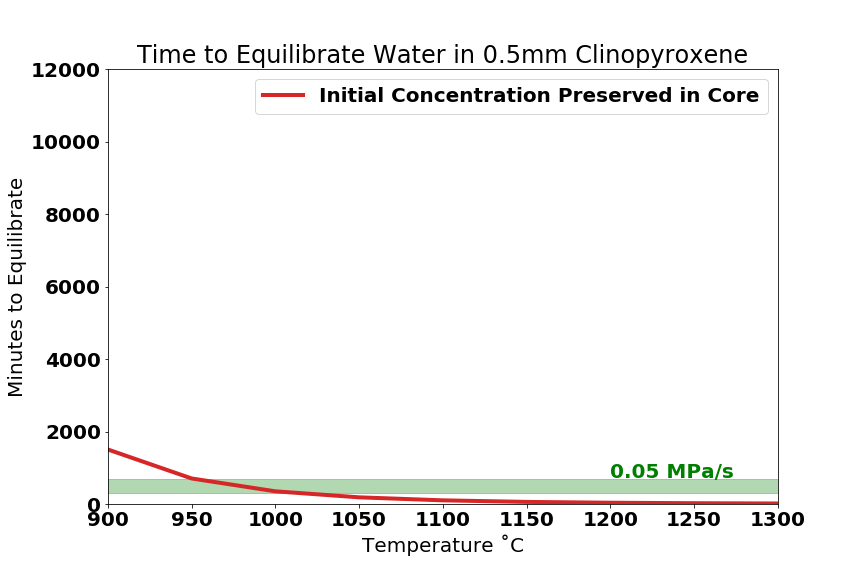 Time to Equilibrate Water in 0.5mm Clinopyroxene
Initial Concentration Preserved in Core
12000
10000
8000
6000
4000
2000
0
Minutes to Equilibrate
0.05 MPa/s
900 950 1000 1050 1100 1150 1200 1250 1300
Temperature ˚C